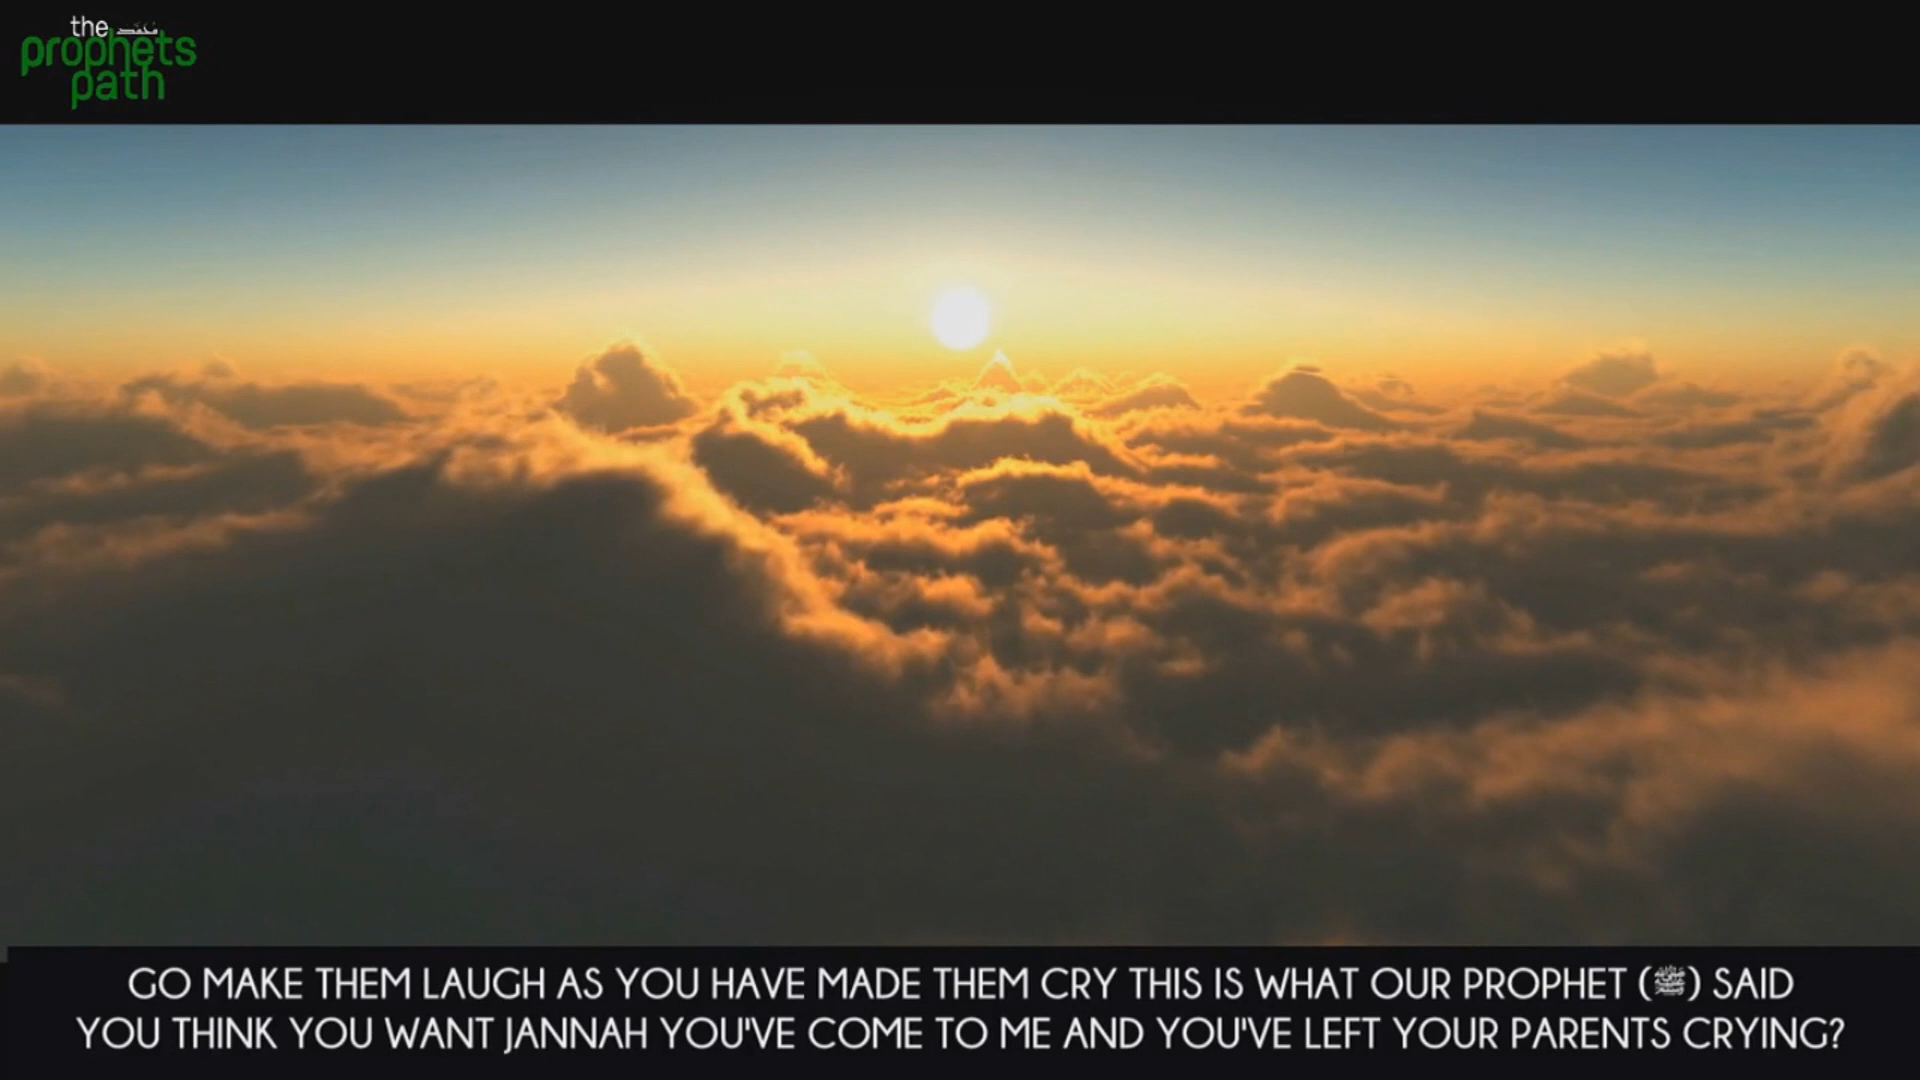 the محمد
prophets
path
GO MAKE THEM LAUGH AS YOU HAVE MADE THEM CRY THIS IS WHAT OUR PROPHET (ﷺ) SAID
YOU THINK YOU WANT JANNAH YOU'VE COME TO ME AND YOU'VE LEFT YOUR PARENTS CRYING?